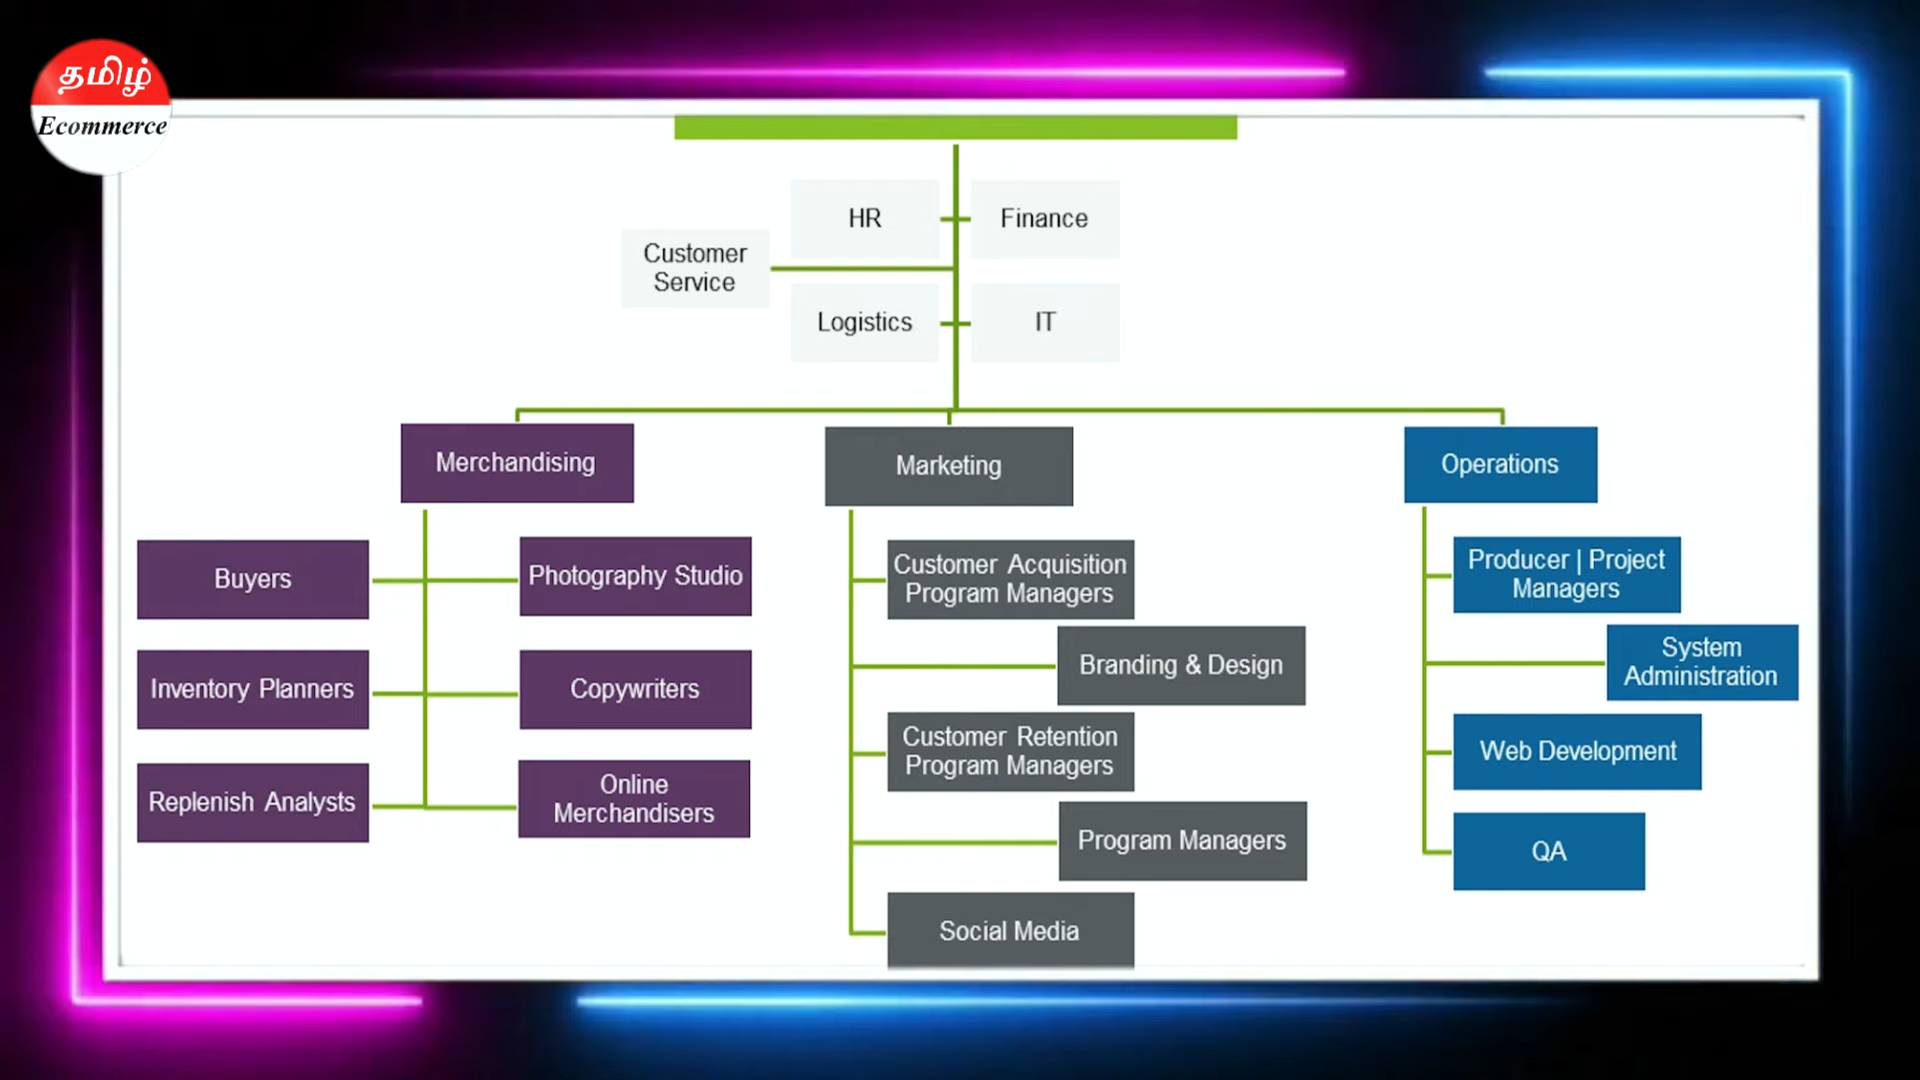 தமிழ்
Ecommerce
HR
Finance
Customer
Service
Logistics
IT
Merchandising
Marketing
Operations
Buyers
Photography Studio
Inventory Planners
Copywriters
Replenish Analysts
Online
Merchandisers
Customer Acquisition
Program Managers
Branding & Design
Customer Retention
Program Managers
Program Managers
Social Media
Producer | Project
Managers
System
Administration
Web Development
QA